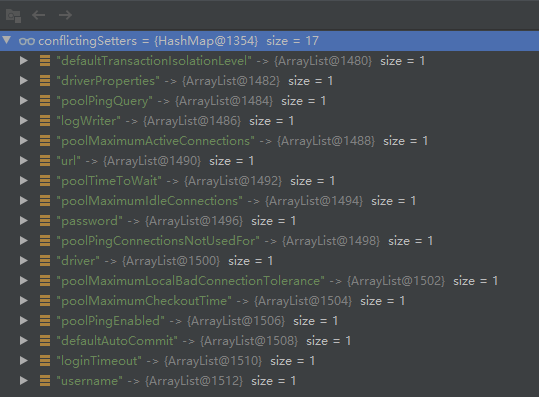 conflictingSetters = {HashMap@1354} size = 17
"defaultTransactionIsolationLevel" -> {ArrayList@1480} size = 1
"driverProperties" -> {ArrayList@1482} size = 1
"poolPingQuery" -> {ArrayList@1484} size = 1
"logWriter" -> {ArrayList@1486} size = 1
"poolMaximumActiveConnections" -> {ArrayList@1488} size = 1
"url" -> {ArrayList@1490} size = 1
"poolTimeToWait" -> {ArrayList@1492} size = 1
"poolMaximumIdleConnections" -> {ArrayList@1494} size = 1
"password" -> {ArrayList@1496} size = 1
"poolPingConnectionsNotUsedFor" -> {ArrayList@1498} size = 1
"driver" -> {ArrayList@1500} size = 1
"poolMaximumLocalBadConnectionTolerance" -> {ArrayList@1502} size = 1
"poolMaximumCheckoutTime" -> {ArrayList@1504} size = 1
"poolPingEnabled" -> {ArrayList@1506} size = 1
"defaultAutoCommit" -> {ArrayList@1508} size = 1
"loginTimeout" -> {ArrayList@1510} size = 1
"username" -> {ArrayList@1512} size = 1